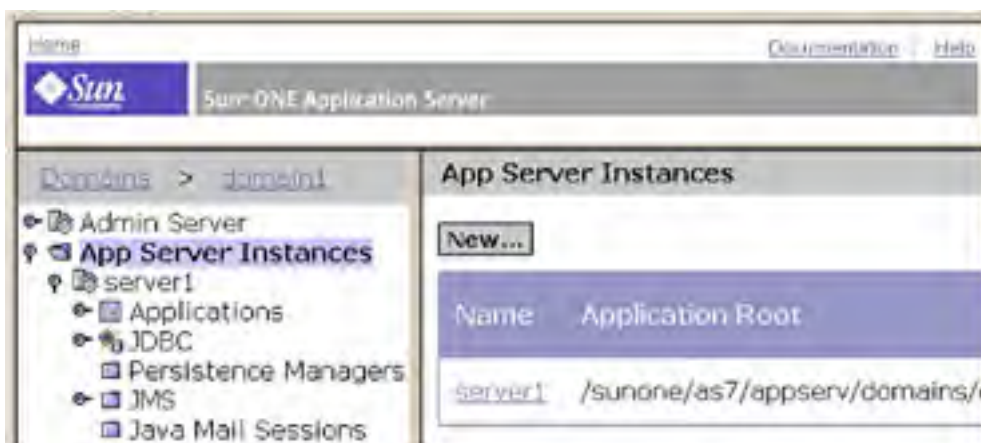 Home
Documentation | Help
Sun
Sun ONE Application Server
Domains > domain1
Admin Server
App Server Instances
server1
Applications
JDBC
Persistence Managers
JMS
Java Mail Sessions
App Server Instances
New...
Name Application Root
server1 /sunone/as7/appserv/domains/